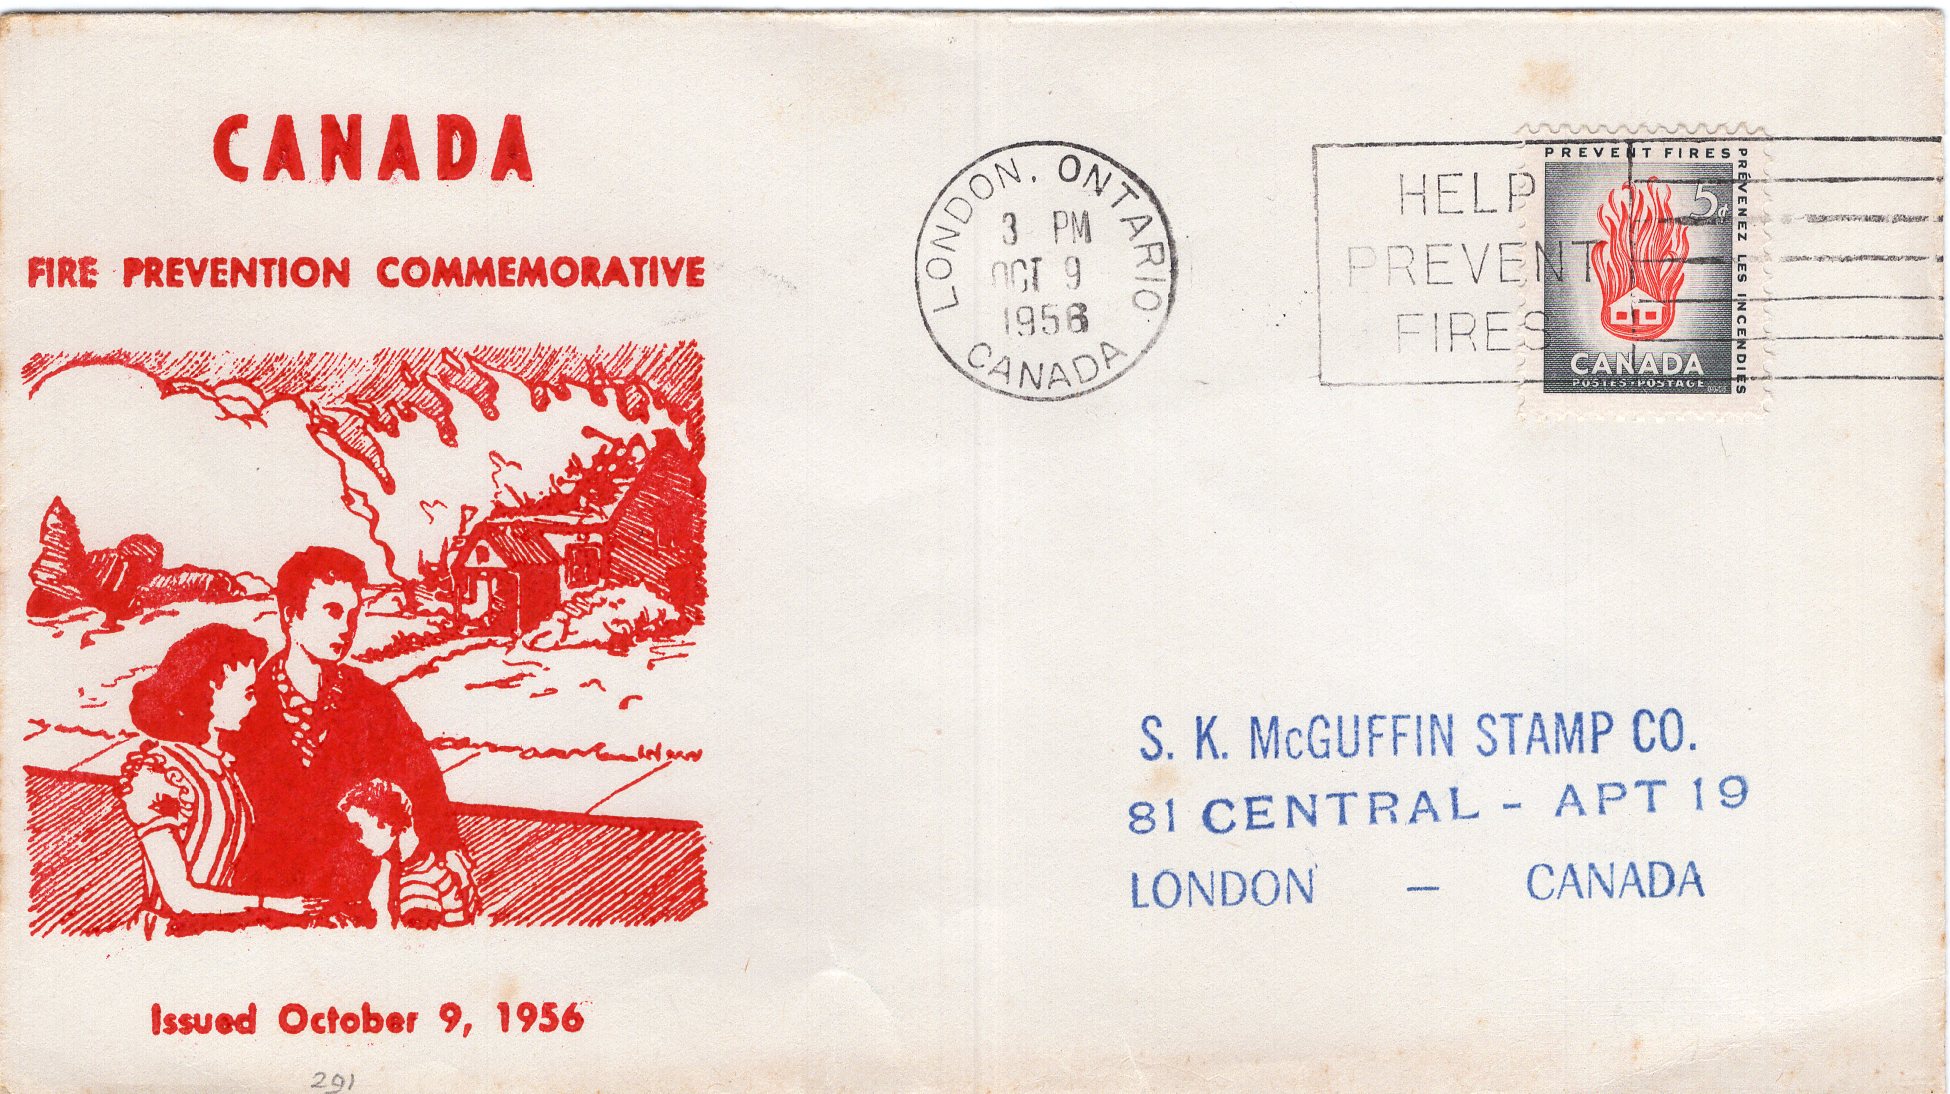 CANADA
FIRE PREVENTION COMMEMORATIVE
Issued October 9, 1956
291
LONDON, ONTARIO
3 PM
OCT 9
1956
CANADA
HELP
PREVENT
FIRES
PREVENT FIRES
PRÉVENEZ LES INCENDIES
5¢
CANADA
POSTES·POSTAGE
S. K. McGUFFIN STAMP CO.
81 CENTRAL - APT 19
LONDON - CANADA